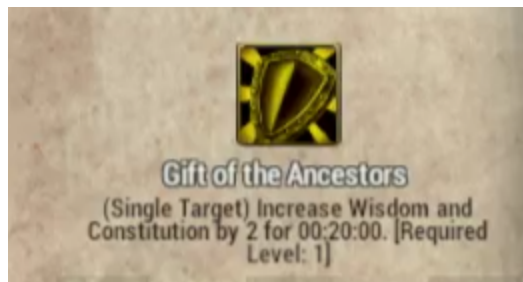 Gift of the Ancestors
(Single Target) Increase Wisdom and
Constitution by 2 for 00:20:00. [Required
Level: 1]